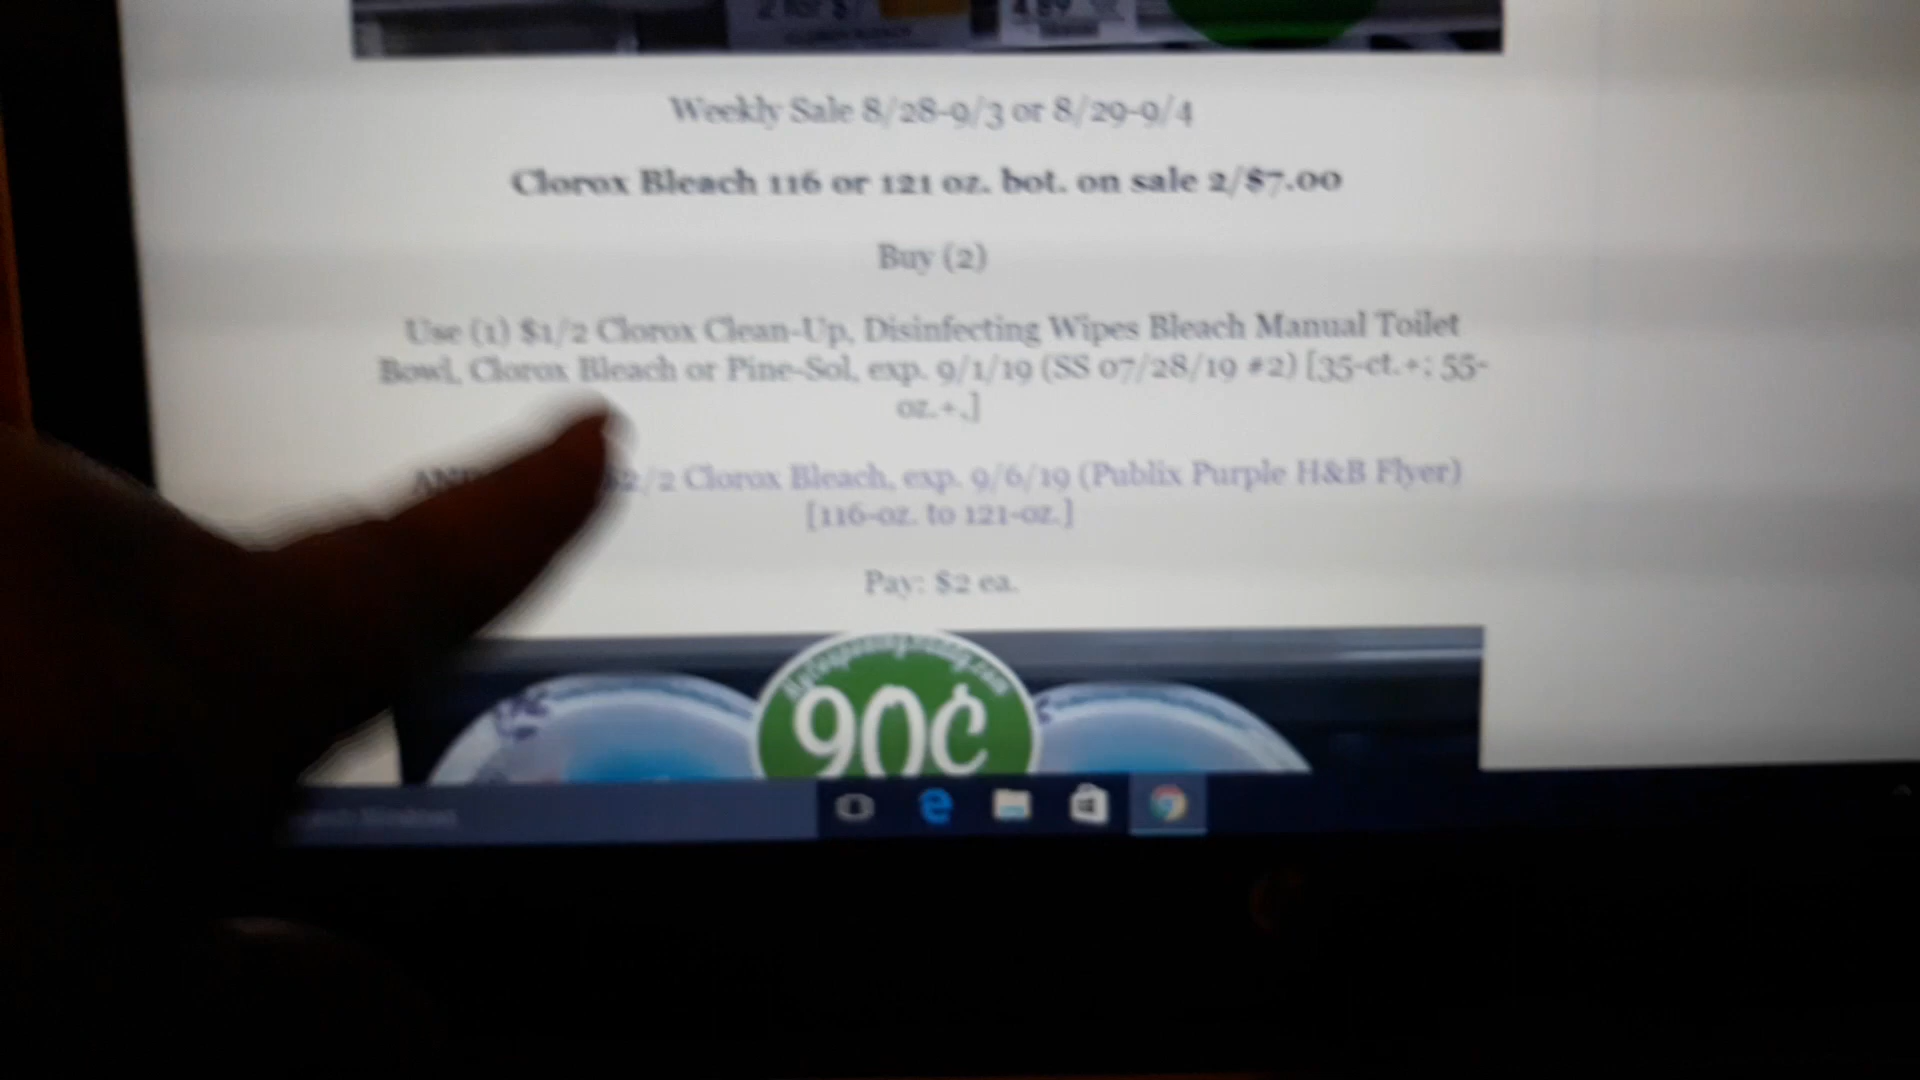 Weekly Sale 8/28-9/3 or 8/29-9/4
Clorox Bleach 116 or 121 oz. bot. on sale 2/$7.00
Buy (2)
Use (1) $1/2 Clorox Clean-Up, Disinfecting Wipes Bleach Manual Toilet
Bowl, Clorox Bleach or Pine-Sol, exp. 9/1/19 (SS 07/28/19 #2) [35-ct.+; 55-
oz.+.]
$2/2 Clorox Bleach, exp. 9/6/19 (Publix Purple H&B Flyer)
[116-oz. to 121-oz.]
Pay: $2 ea.
90¢